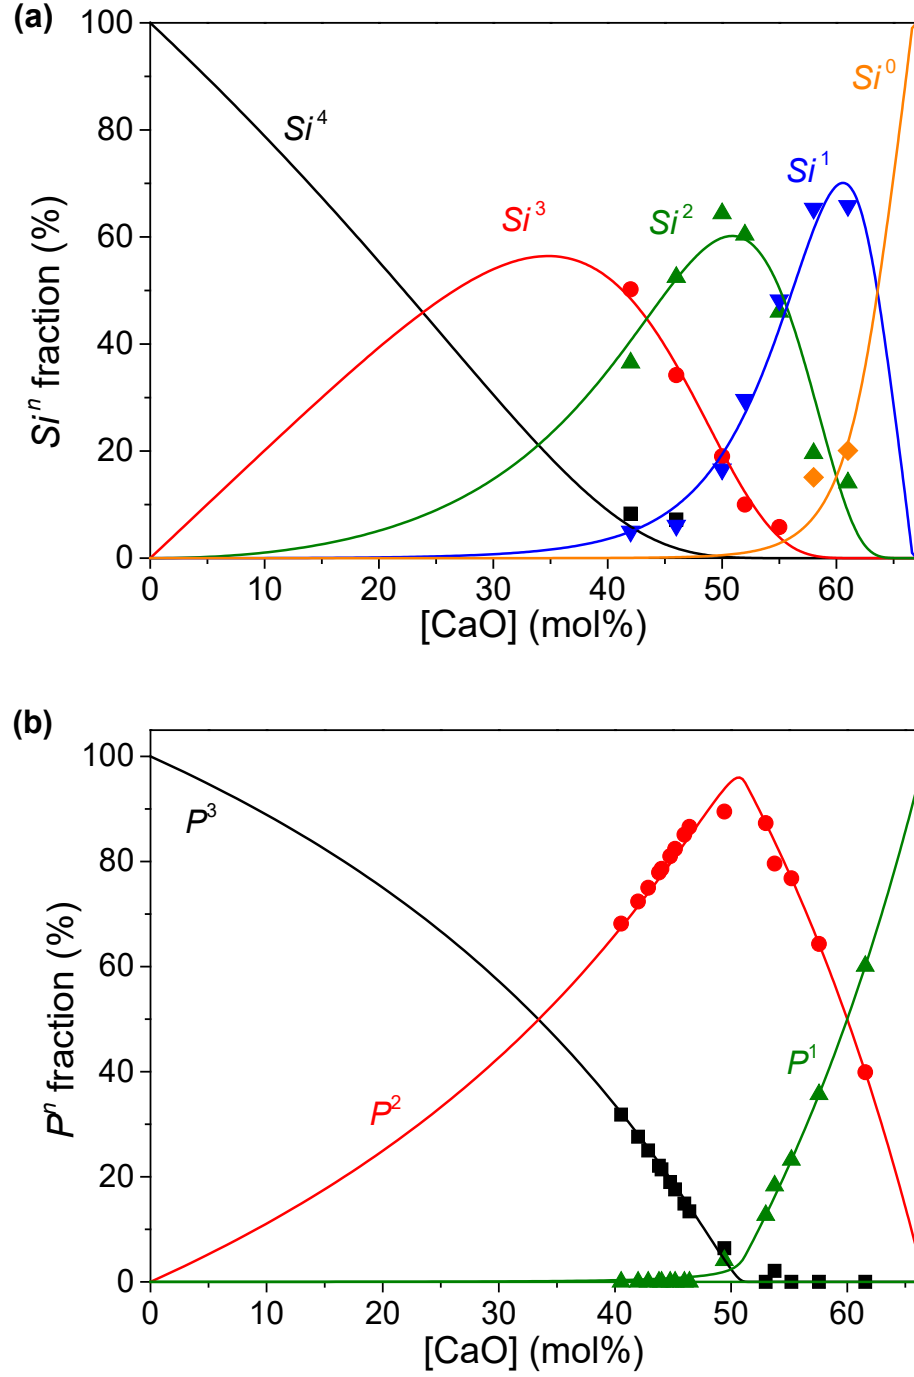 (a)
100
80
60
40
20
0
Si^n fraction (%)
Si^4
Si^3
Si^2
Si^1
Si^0
0 10 20 30 40 50 60
[CaO] (mol%)
(b)
100
80
60
40
20
0
P^n fraction (%)
P^3
P^2
P^1
0 10 20 30 40 50 60
[CaO] (mol%)